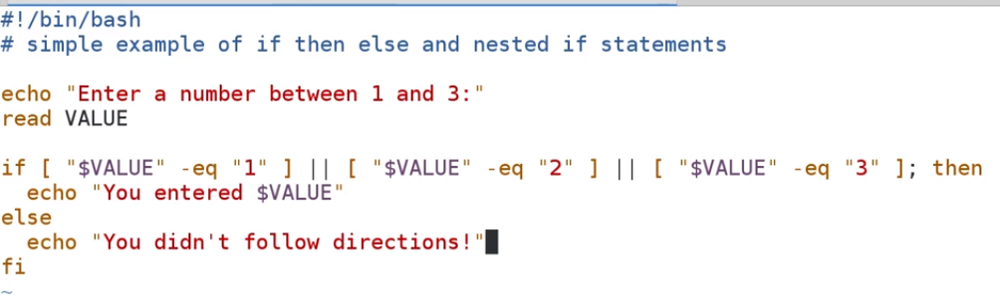 #!/bin/bash
# simple example of if then else and nested if statements
echo "Enter a number between 1 and 3:"
read VALUE
if [ "$VALUE" -eq "1" ] || [ "$VALUE" -eq "2" ] || [ "$VALUE" -eq "3" ]; then
  echo "You entered $VALUE"
else
  echo "You didn't follow directions!"
fi
~